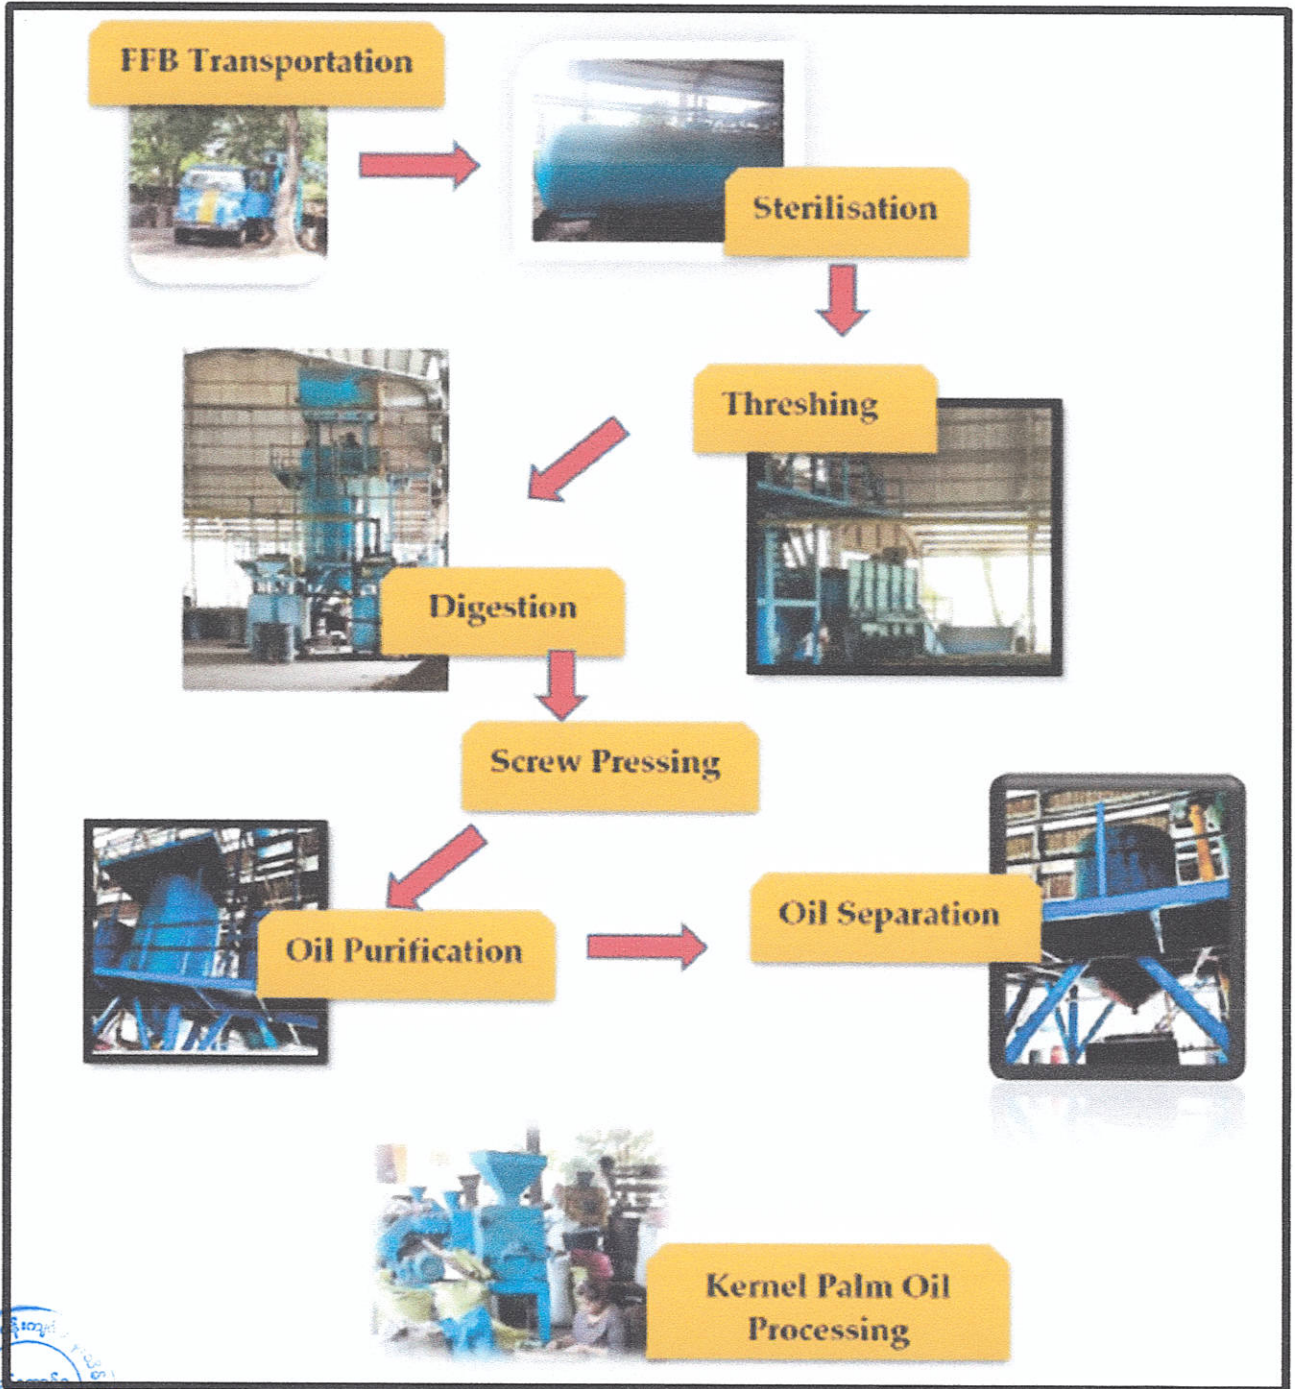 FFB Transportation
Sterilisation
Threshing
Digestion
Screw Pressing
Oil Purification
Oil Separation
Kernel Palm Oil
Processing